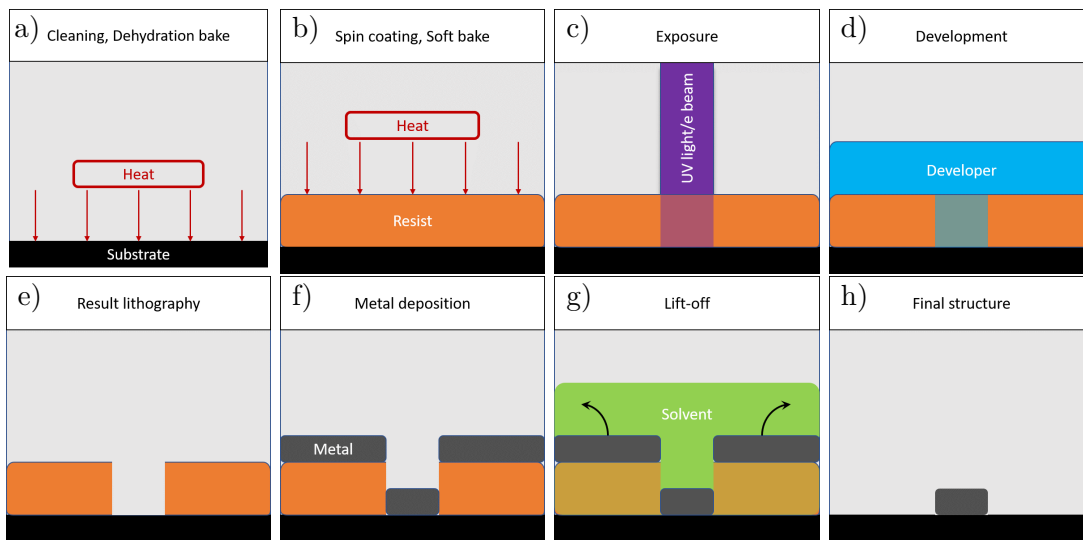 a) Cleaning, Dehydration bake
Heat
Substrate
b) Spin coating, Soft bake
Heat
Resist
c) Exposure
UV light/e beam
d) Development
Developer
e) Result lithography
f) Metal deposition
Metal
g) Lift-off
Solvent
h) Final structure